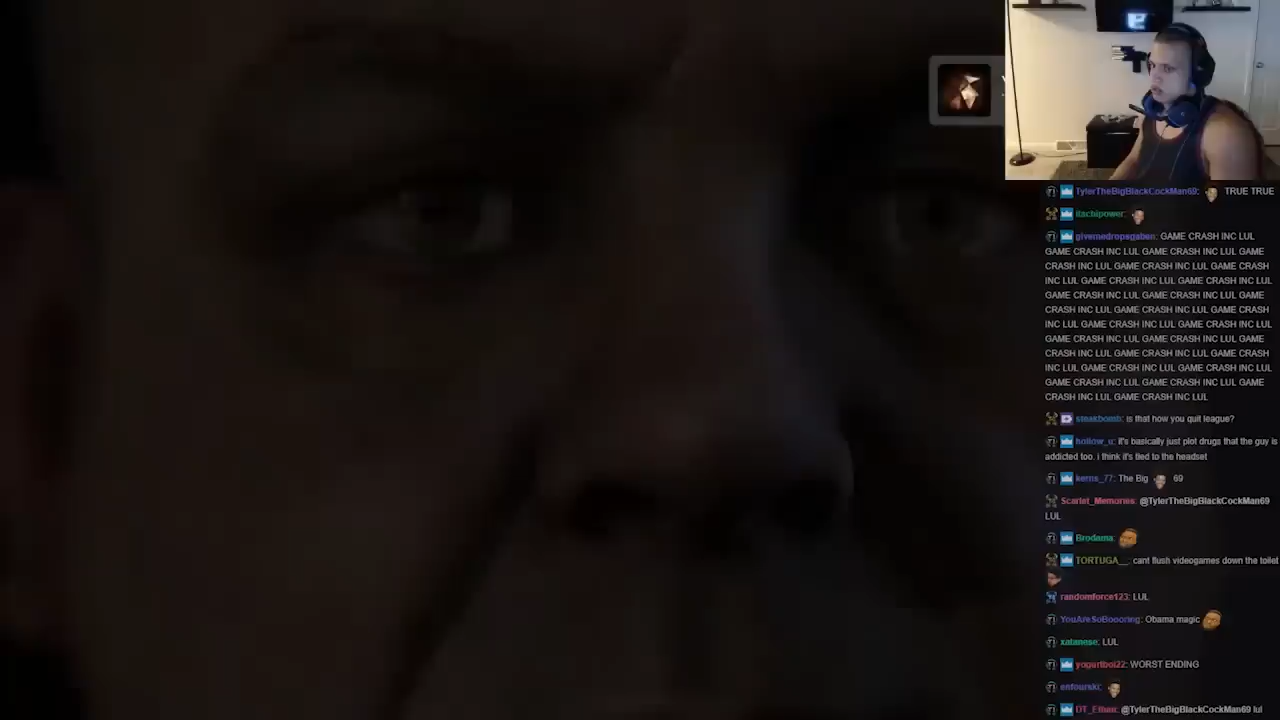 TylerTheBigBlackCockMan69: TRUE TRUE
itachipower:
givemedropsgaben: GAME CRASH INC LUL
GAME CRASH INC LUL GAME CRASH INC LUL GAME
CRASH INC LUL GAME CRASH INC LUL GAME CRASH
INC LUL GAME CRASH INC LUL GAME CRASH INC LUL
GAME CRASH INC LUL GAME CRASH INC LUL GAME
CRASH INC LUL GAME CRASH INC LUL GAME CRASH
INC LUL GAME CRASH INC LUL GAME CRASH INC LUL
GAME CRASH INC LUL GAME CRASH INC LUL GAME
CRASH INC LUL GAME CRASH INC LUL GAME CRASH
INC LUL GAME CRASH INC LUL GAME CRASH INC LUL
GAME CRASH INC LUL GAME CRASH INC LUL GAME
CRASH INC LUL GAME CRASH INC LUL
steakbomb: is that how you quit league?
hollow_u: it's basically just plot drugs that the guy is
addicted too. i think it's tied to the headset
kerns_77: The Big 69
Scarlet_Memories: @TylerTheBigBlackCockMan69
LUL
Brodama:
TORTUGA__: cant flush videogames down the toilet
randomforce123: LUL
YouAreSoBoooring: Obama magic
xatanese: LUL
yogurtboi22: WORST ENDING
enfourski:
DT_Ethan: @TylerTheBigBlackCockMan69 lul